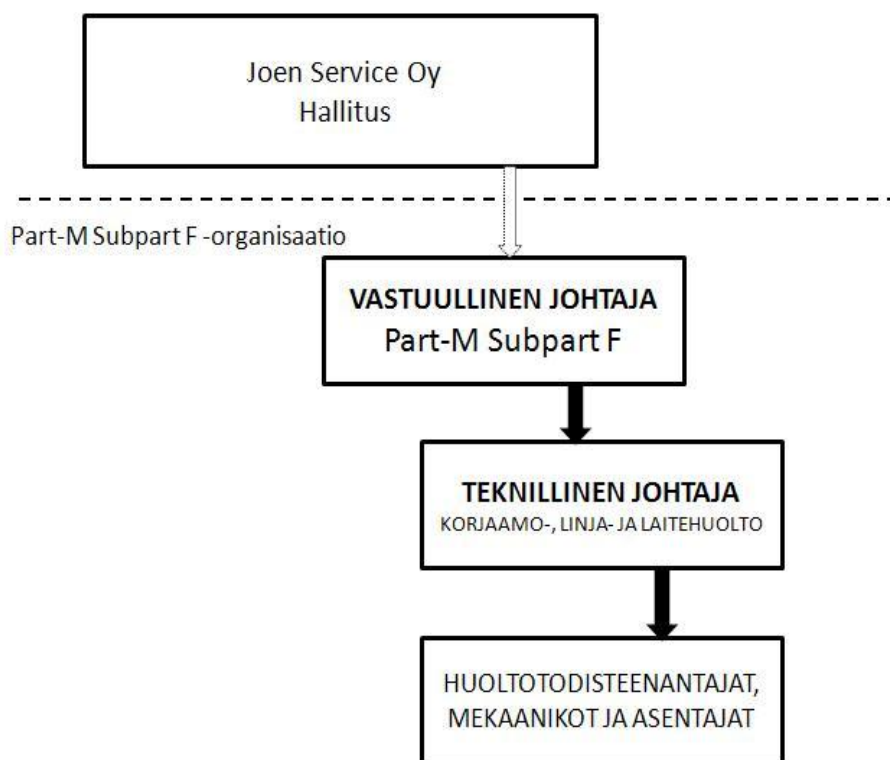 Joen Service Oy
Hallitus
Part-M Subpart F -organisaatio
VASTUULLINEN JOHTAJA
Part-M Subpart F
TEKNILLINEN JOHTAJA
KORJAAMO-, LINJA- JA LAITEHUOLTO
HUOLTOTODISTEENANTAJAT,
MEKAANIKOT JA ASENTAJAT